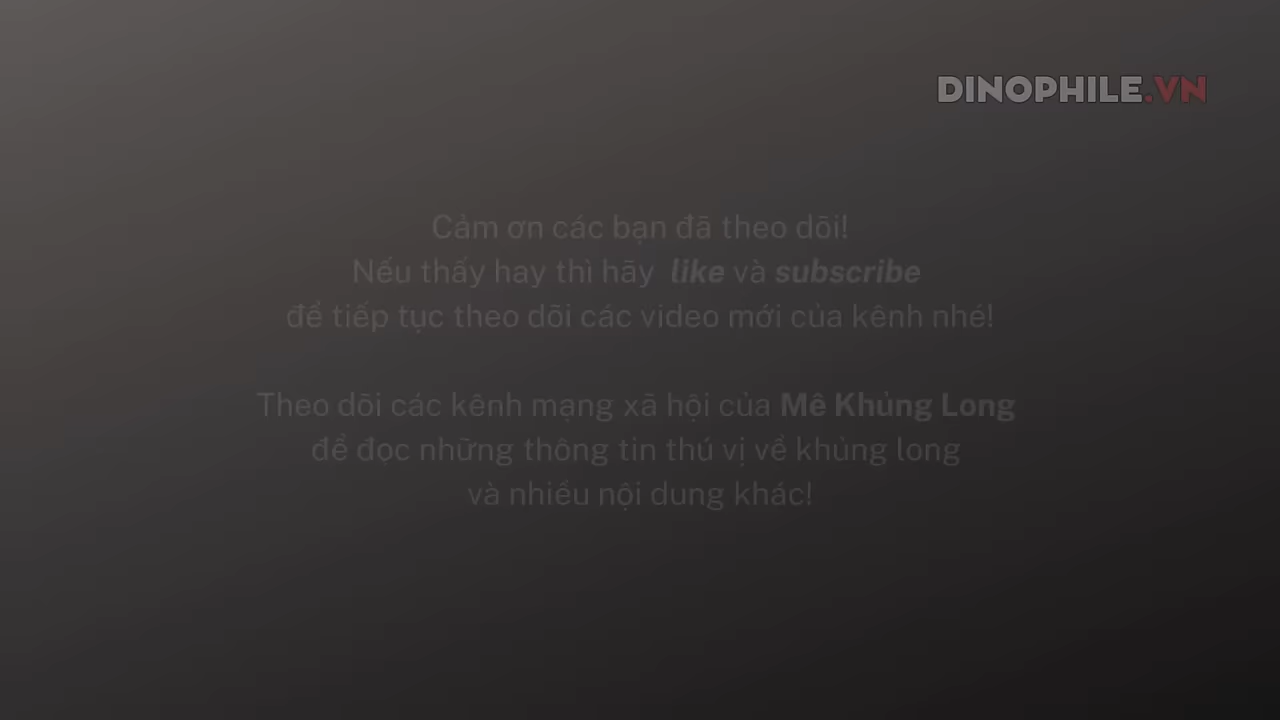 DINOPHILE.VN
Cảm ơn các bạn đã theo dõi!
Nếu thấy hay thì hãy like và subscribe
để tiếp tục theo dõi các video mới của kênh nhé!
Theo dõi các kênh mạng xã hội của Mê Khủng Long
để đọc những thông tin thú vị về khủng long
và nhiều nội dung khác!